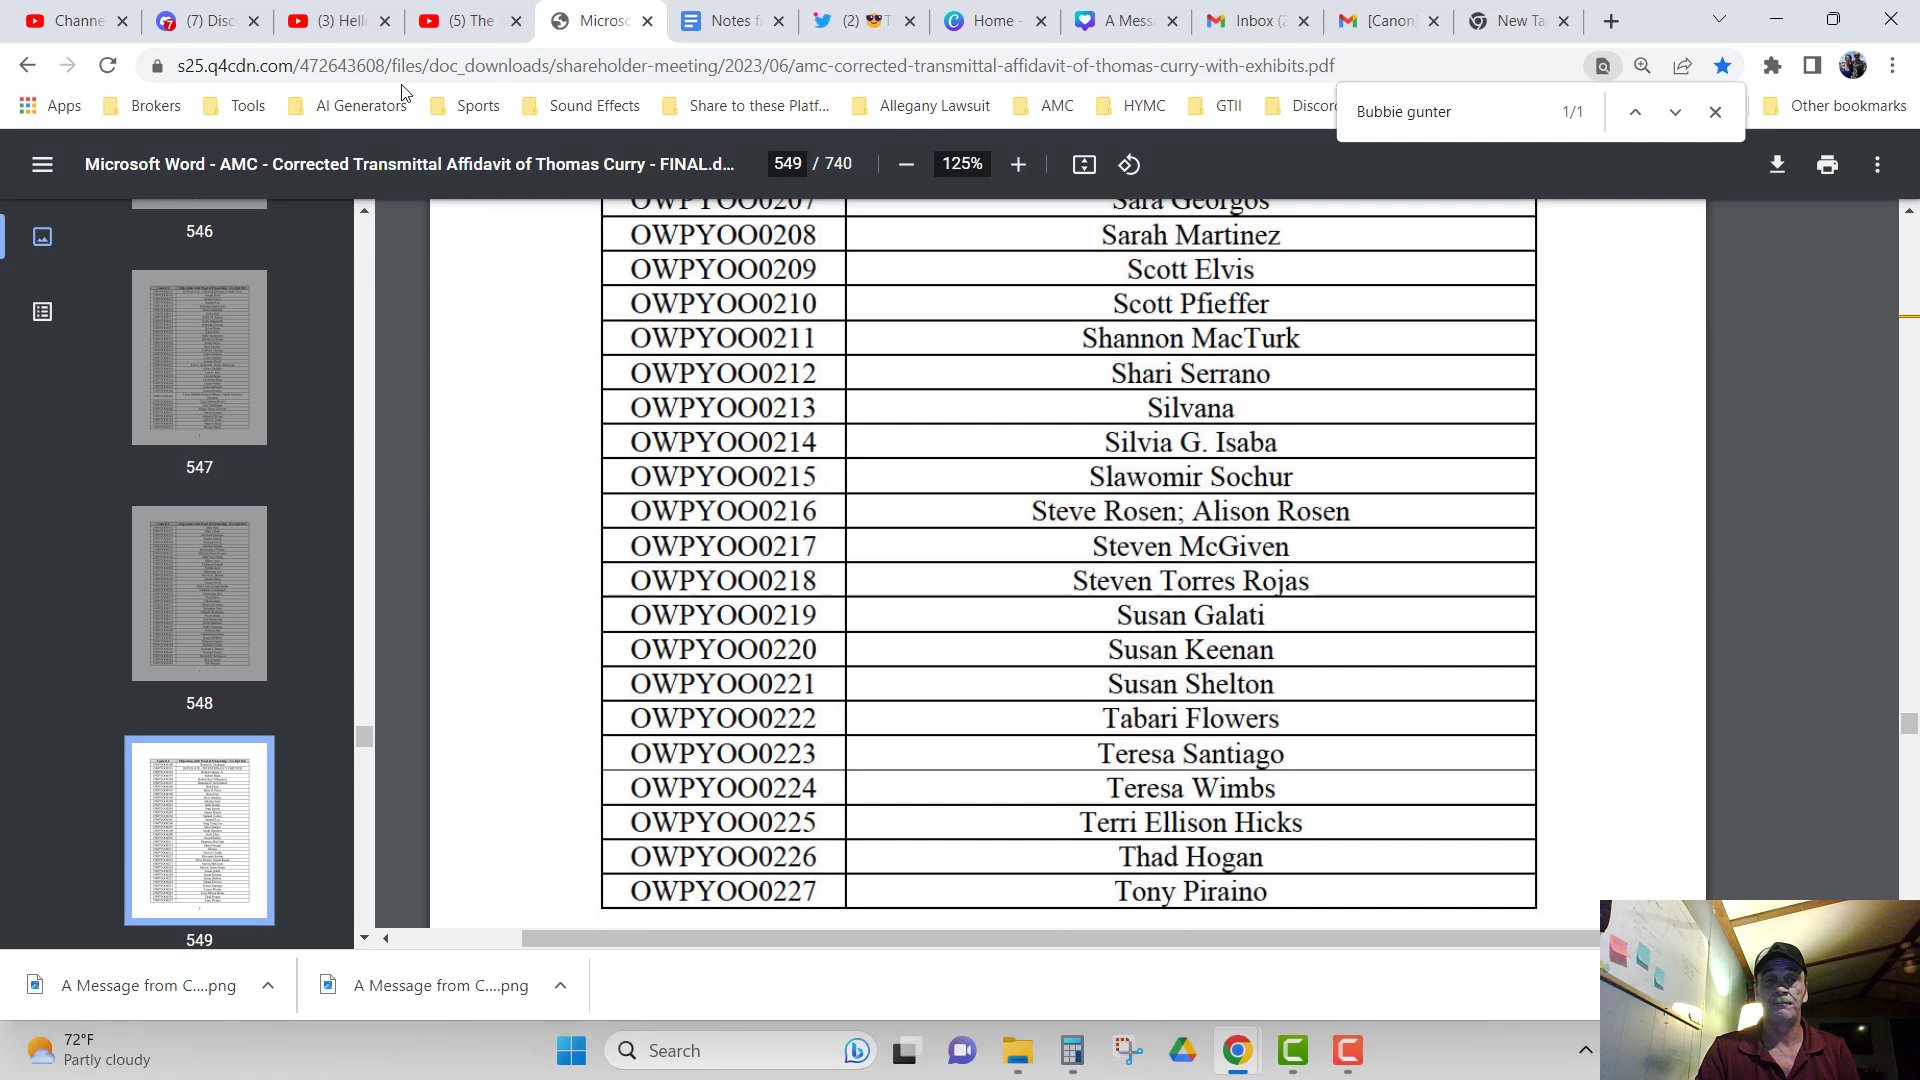 Channe
(7) Disc
(3) Hell
(5) The
Microso
Notes f
(2) 😎T
Home -
A Mess
Inbox (2
[Canon]
New Ta
s25.q4cdn.com/472643608/files/doc_downloads/shareholder-meeting/2023/06/amc-corrected-transmittal-affidavit-of-thomas-curry-with-exhibits.pdf
Apps
Brokers
Tools
AI Generators
Sports
Sound Effects
Share to these Platf...
Allegany Lawsuit
AMC
HYMC
GTII
Discor
Other bookmarks
Bubbie gunter 1/1
Microsoft Word - AMC - Corrected Transmittal Affidavit of Thomas Curry - FINAL.d...
549 / 740
125%
546
547
548
549
OWPYOO0207 Sara Georgos
OWPYOO0208 Sarah Martinez
OWPYOO0209 Scott Elvis
OWPYOO0210 Scott Pfieffer
OWPYOO0211 Shannon MacTurk
OWPYOO0212 Shari Serrano
OWPYOO0213 Silvana
OWPYOO0214 Silvia G. Isaba
OWPYOO0215 Slawomir Sochur
OWPYOO0216 Steve Rosen; Alison Rosen
OWPYOO0217 Steven McGiven
OWPYOO0218 Steven Torres Rojas
OWPYOO0219 Susan Galati
OWPYOO0220 Susan Keenan
OWPYOO0221 Susan Shelton
OWPYOO0222 Tabari Flowers
OWPYOO0223 Teresa Santiago
OWPYOO0224 Teresa Wimbs
OWPYOO0225 Terri Ellison Hicks
OWPYOO0226 Thad Hogan
OWPYOO0227 Tony Piraino
A Message from C....png
A Message from C....png
72°F
Partly cloudy
Search